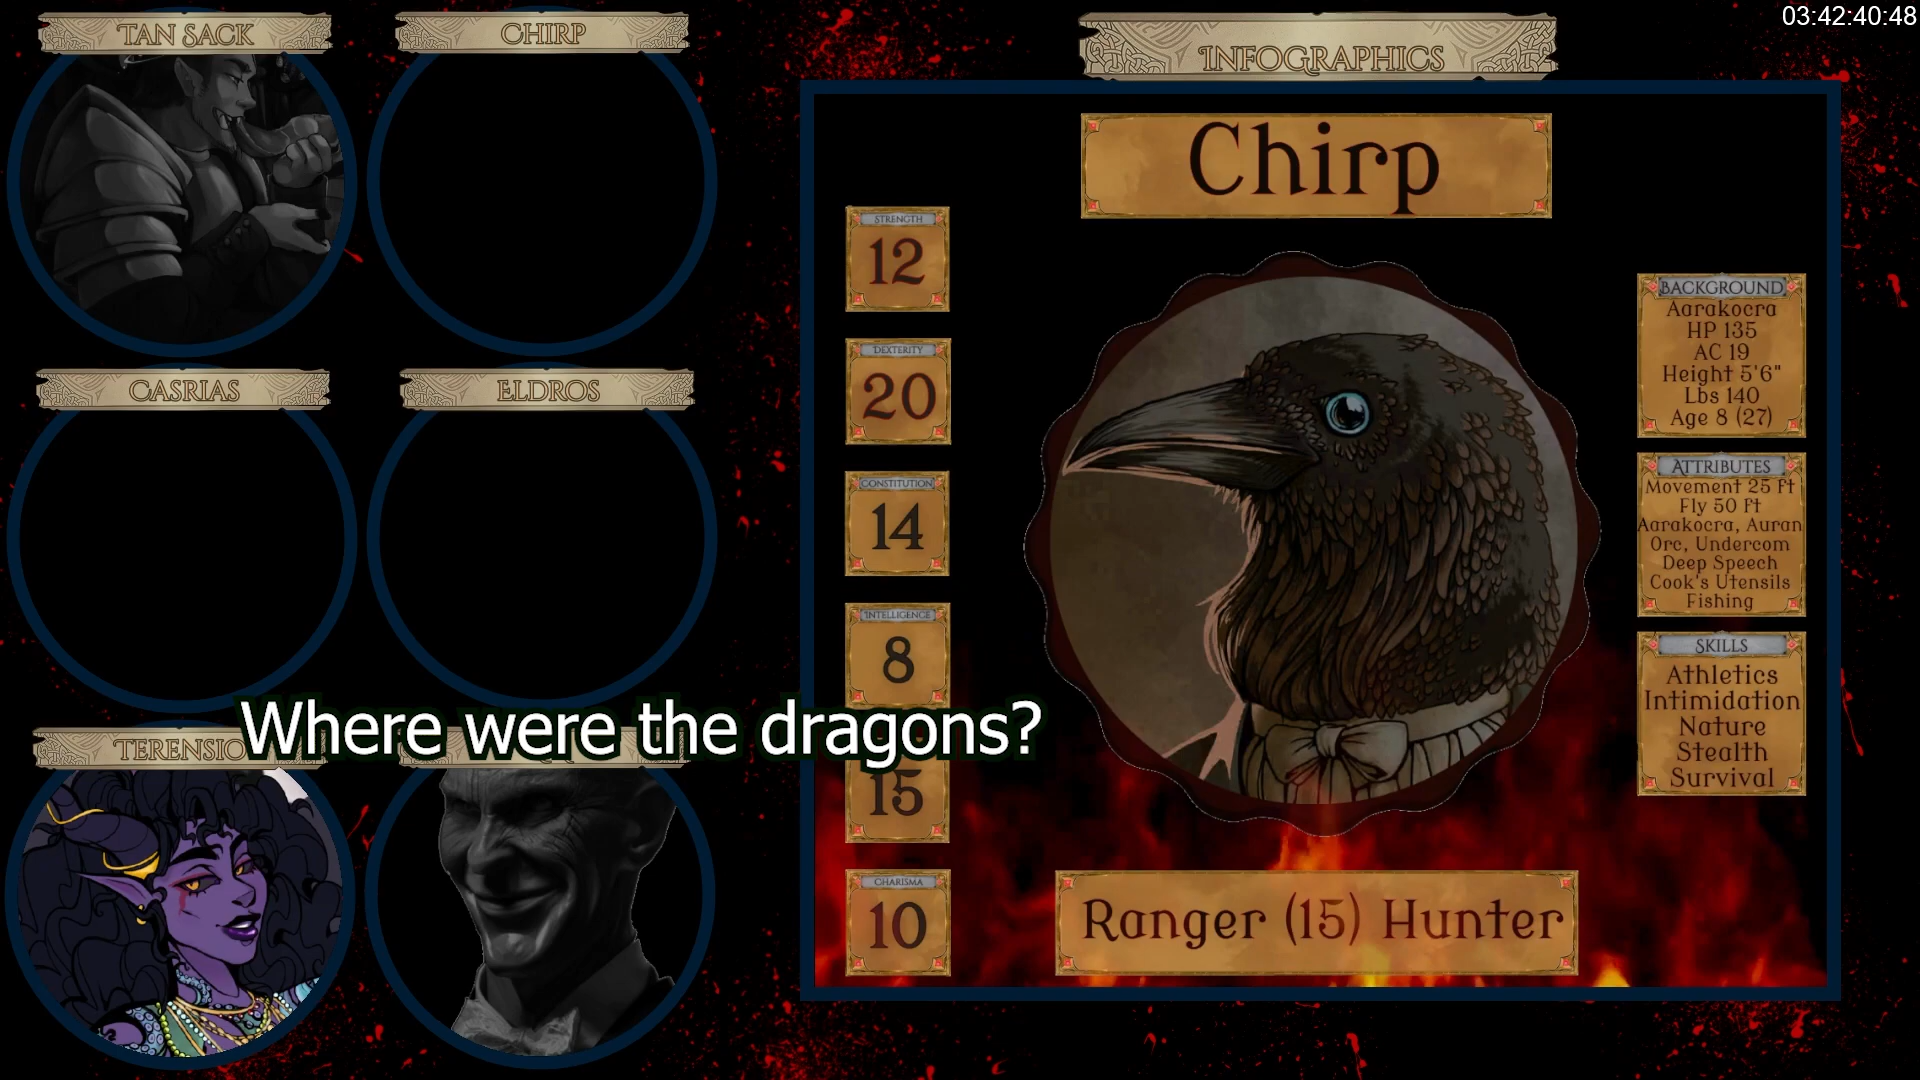 03:42:40:48
TAN SACK
CHIRP
INFOGRAPHICS
Chirp
STRENGTH
12
DEXTERITY
20
CONSTITUTION
14
INTELLIGENCE
8
15
CHARISMA
10
BACKGROUND
Aarakocra
HP 135
AC 19
Height 5'6"
Lbs 140
Age 8 (27)
ATTRIBUTES
Movement 25 ft
Fly 50 ft
Aarakocra, Auran
Orc, Undercom
Deep Speech
Cook's Utensils
Fishing
SKILLS
Athletics
Intimidation
Nature
Stealth
Survival
CASRIAS
ELDROS
TERENSIO
Where were the dragons?
Ranger (15) Hunter